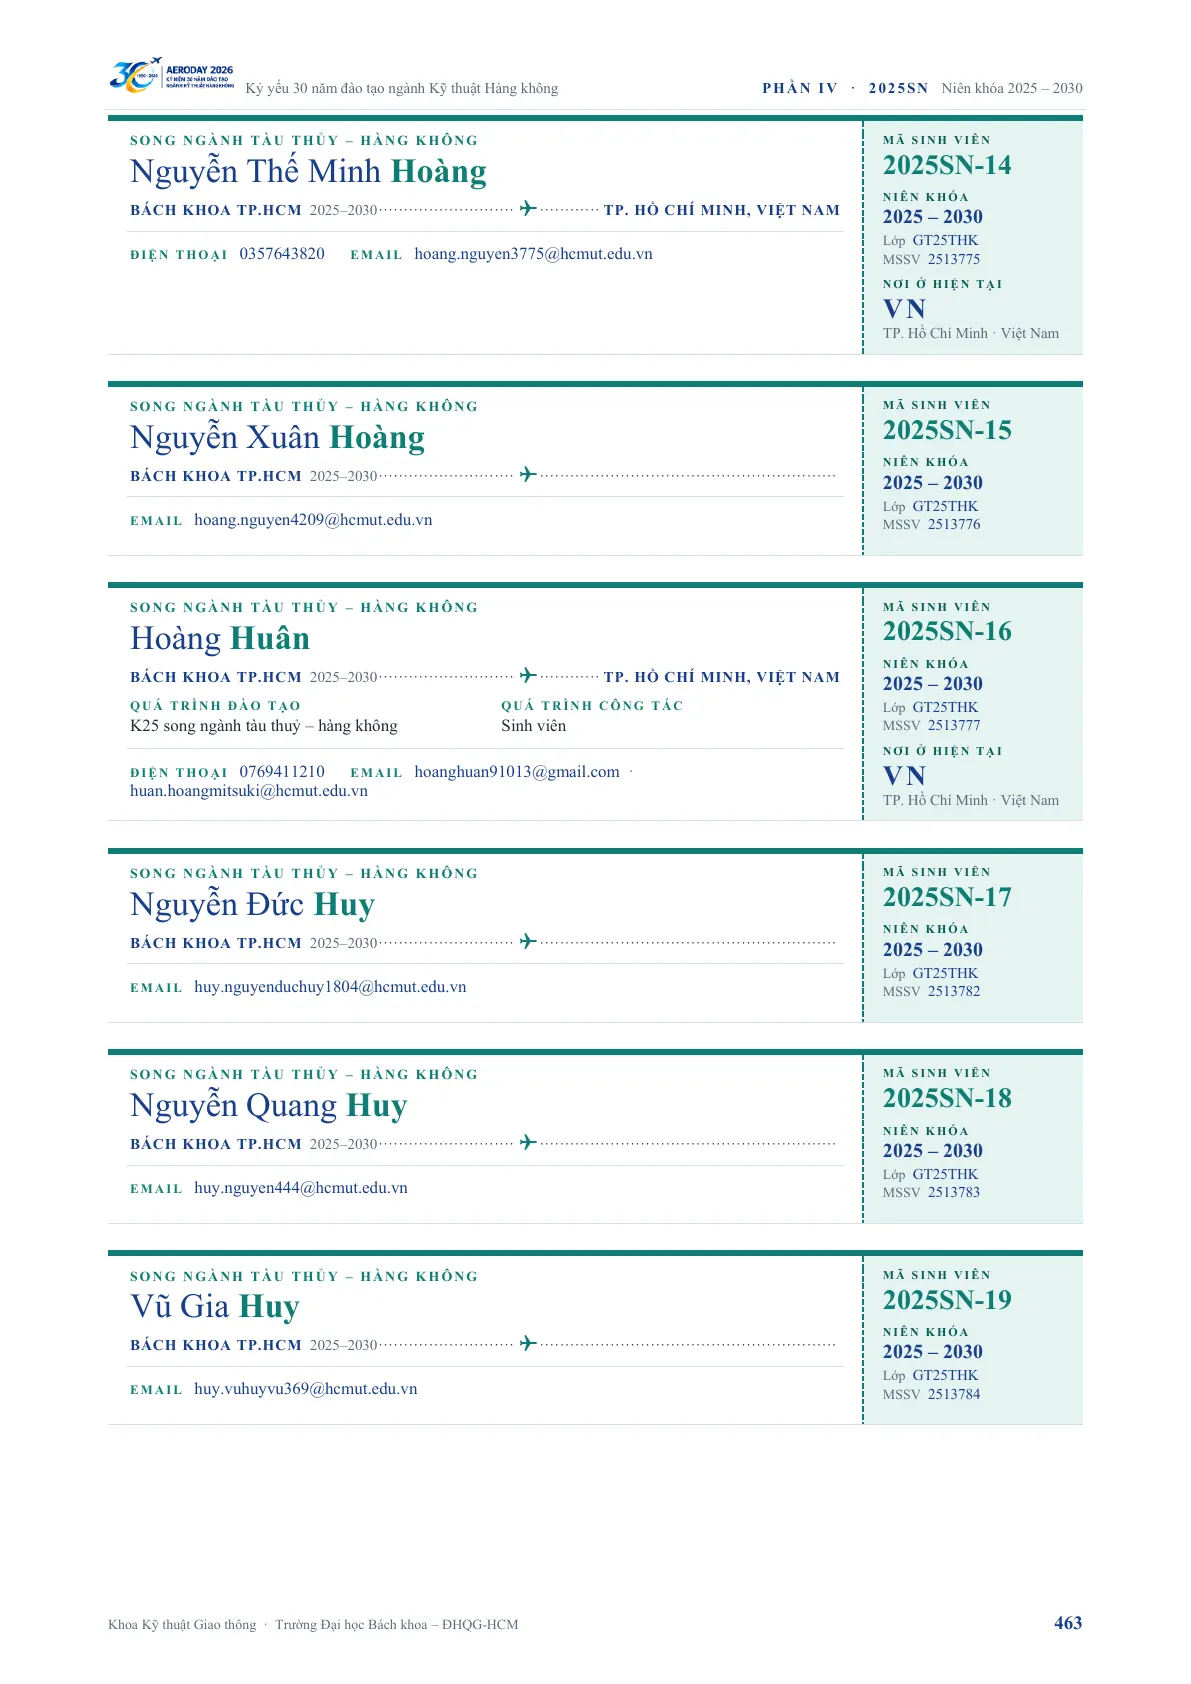 30 1996 - 2026 AERODAY 2026
KỶ NIỆM 30 NĂM ĐÀO TẠO
NGÀNH KỸ THUẬT HÀNG KHÔNG
Kỷ yếu 30 năm đào tạo ngành Kỹ thuật Hàng không
PHẦN IV · 2025SN Niên khóa 2025 – 2030
SONG NGÀNH TÀU THỦY – HÀNG KHÔNG
Nguyễn Thế Minh Hoàng
BÁCH KHOA TP.HCM 2025–2030 TP. HỒ CHÍ MINH, VIỆT NAM
ĐIỆN THOẠI 0357643820 EMAIL hoang.nguyen3775@hcmut.edu.vn
MÃ SINH VIÊN
2025SN-14
NIÊN KHÓA
2025 – 2030
Lớp GT25THK
MSSV 2513775
NƠI Ở HIỆN TẠI
VN
TP. Hồ Chí Minh · Việt Nam
SONG NGÀNH TÀU THỦY – HÀNG KHÔNG
Nguyễn Xuân Hoàng
BÁCH KHOA TP.HCM 2025–2030
EMAIL hoang.nguyen4209@hcmut.edu.vn
MÃ SINH VIÊN
2025SN-15
NIÊN KHÓA
2025 – 2030
Lớp GT25THK
MSSV 2513776
SONG NGÀNH TÀU THỦY – HÀNG KHÔNG
Hoàng Huân
BÁCH KHOA TP.HCM 2025–2030 TP. HỒ CHÍ MINH, VIỆT NAM
QUÁ TRÌNH ĐÀO TẠO
K25 song ngành tàu thuỷ – hàng không
QUÁ TRÌNH CÔNG TÁC
Sinh viên
ĐIỆN THOẠI 0769411210 EMAIL hoanghuan91013@gmail.com ·
huan.hoangmitsuki@hcmut.edu.vn
MÃ SINH VIÊN
2025SN-16
NIÊN KHÓA
2025 – 2030
Lớp GT25THK
MSSV 2513777
NƠI Ở HIỆN TẠI
VN
TP. Hồ Chí Minh · Việt Nam
SONG NGÀNH TÀU THỦY – HÀNG KHÔNG
Nguyễn Đức Huy
BÁCH KHOA TP.HCM 2025–2030
EMAIL huy.nguyenduchuy1804@hcmut.edu.vn
MÃ SINH VIÊN
2025SN-17
NIÊN KHÓA
2025 – 2030
Lớp GT25THK
MSSV 2513782
SONG NGÀNH TÀU THỦY – HÀNG KHÔNG
Nguyễn Quang Huy
BÁCH KHOA TP.HCM 2025–2030
EMAIL huy.nguyen444@hcmut.edu.vn
MÃ SINH VIÊN
2025SN-18
NIÊN KHÓA
2025 – 2030
Lớp GT25THK
MSSV 2513783
SONG NGÀNH TÀU THỦY – HÀNG KHÔNG
Vũ Gia Huy
BÁCH KHOA TP.HCM 2025–2030
EMAIL huy.vuhuyvu369@hcmut.edu.vn
MÃ SINH VIÊN
2025SN-19
NIÊN KHÓA
2025 – 2030
Lớp GT25THK
MSSV 2513784
Khoa Kỹ thuật Giao thông · Trường Đại học Bách khoa – ĐHQG-HCM
463